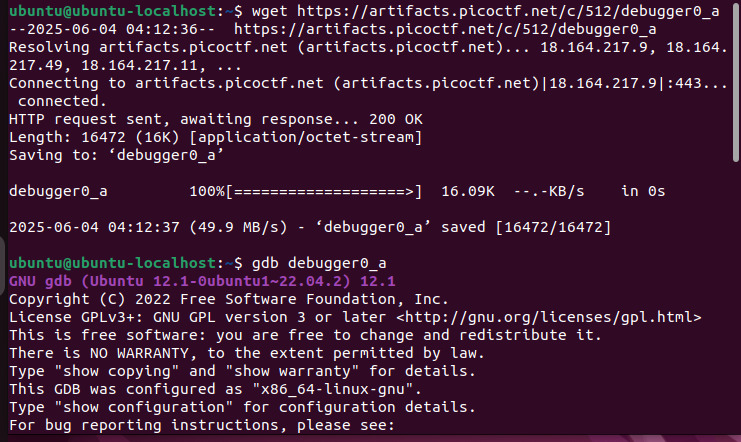 ubuntu@ubuntu-localhost:~$ wget https://artifacts.picoctf.net/c/512/debugger0_a
--2025-06-04 04:12:36--  https://artifacts.picoctf.net/c/512/debugger0_a
Resolving artifacts.picoctf.net (artifacts.picoctf.net)... 18.164.217.9, 18.164.
217.49, 18.164.217.11, ...
Connecting to artifacts.picoctf.net (artifacts.picoctf.net)|18.164.217.9|:443...
 connected.
HTTP request sent, awaiting response... 200 OK
Length: 16472 (16K) [application/octet-stream]
Saving to: ‘debugger0_a’
debugger0_a         100%[===================>]  16.09K  --.-KB/s    in 0s
2025-06-04 04:12:37 (49.9 MB/s) - ‘debugger0_a’ saved [16472/16472]
ubuntu@ubuntu-localhost:~$ gdb debugger0_a
GNU gdb (Ubuntu 12.1-0ubuntu1~22.04.2) 12.1
Copyright (C) 2022 Free Software Foundation, Inc.
License GPLv3+: GNU GPL version 3 or later <http://gnu.org/licenses/gpl.html>
This is free software: you are free to change and redistribute it.
There is NO WARRANTY, to the extent permitted by law.
Type "show copying" and "show warranty" for details.
This GDB was configured as "x86_64-linux-gnu".
Type "show configuration" for configuration details.
For bug reporting instructions, please see: